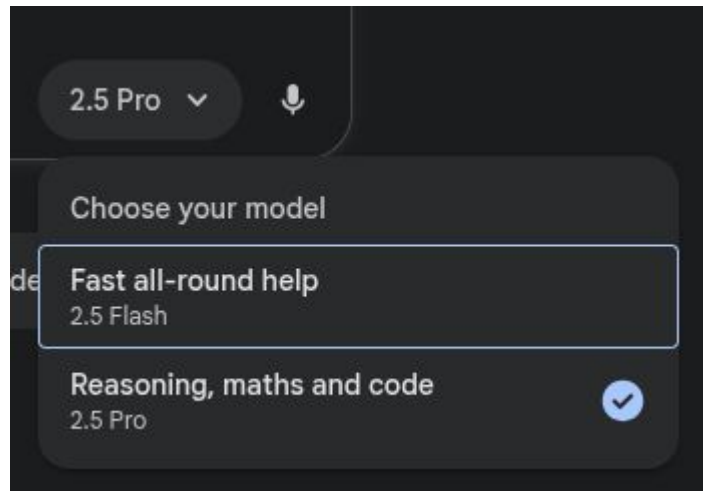 2.5 Pro
Choose your model
de
Fast all-round help
2.5 Flash
Reasoning, maths and code
2.5 Pro